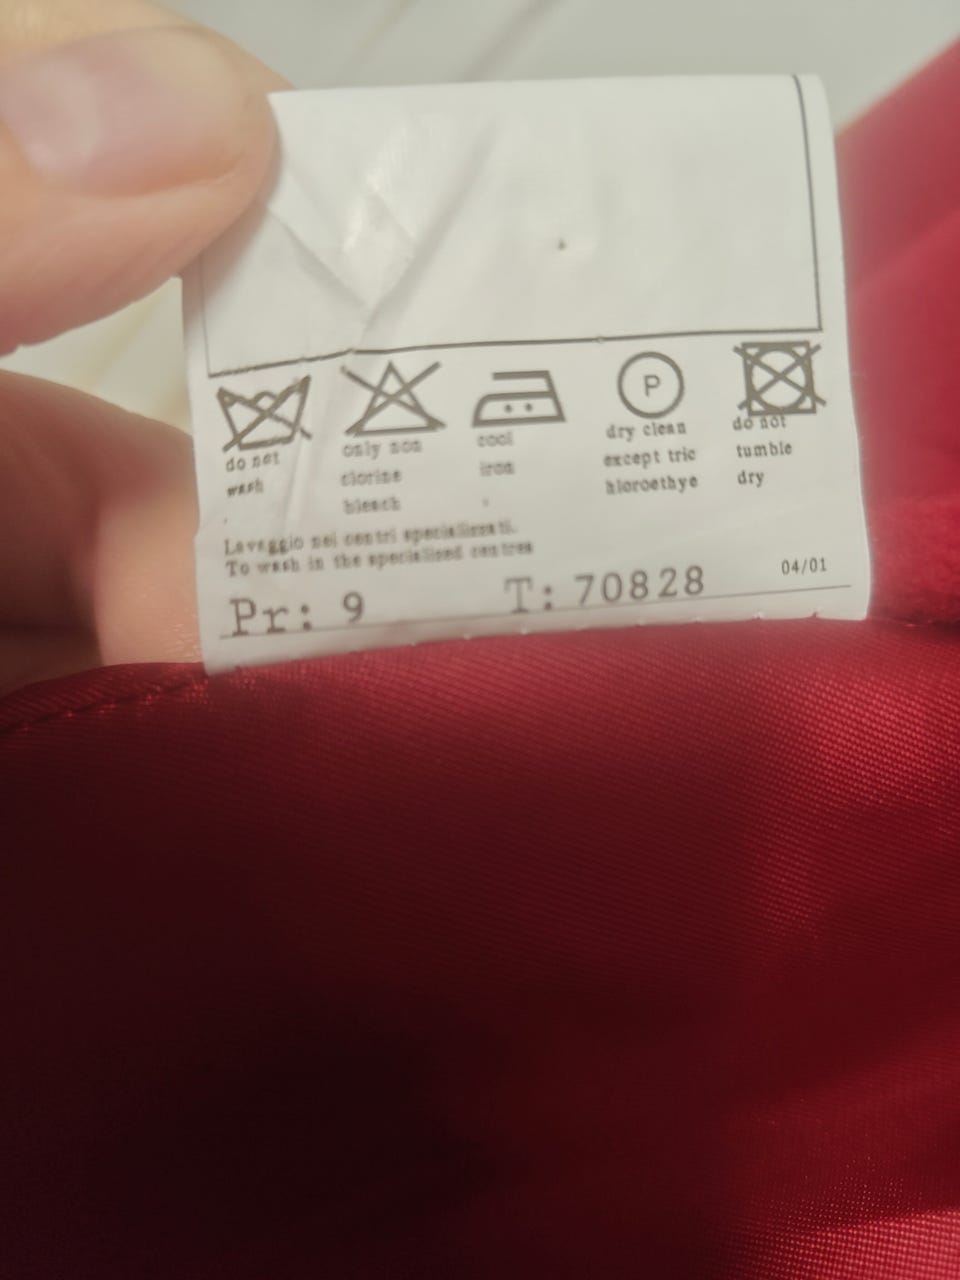 P
do not
wash
only non
clorine
bleach
cool
iron
dry clean
except tric
hloroethye
do not
tumble
dry
Lavaggio nei centri specializzati.
To wash in the specialized centres
Pr: 9 T: 70828 04/01